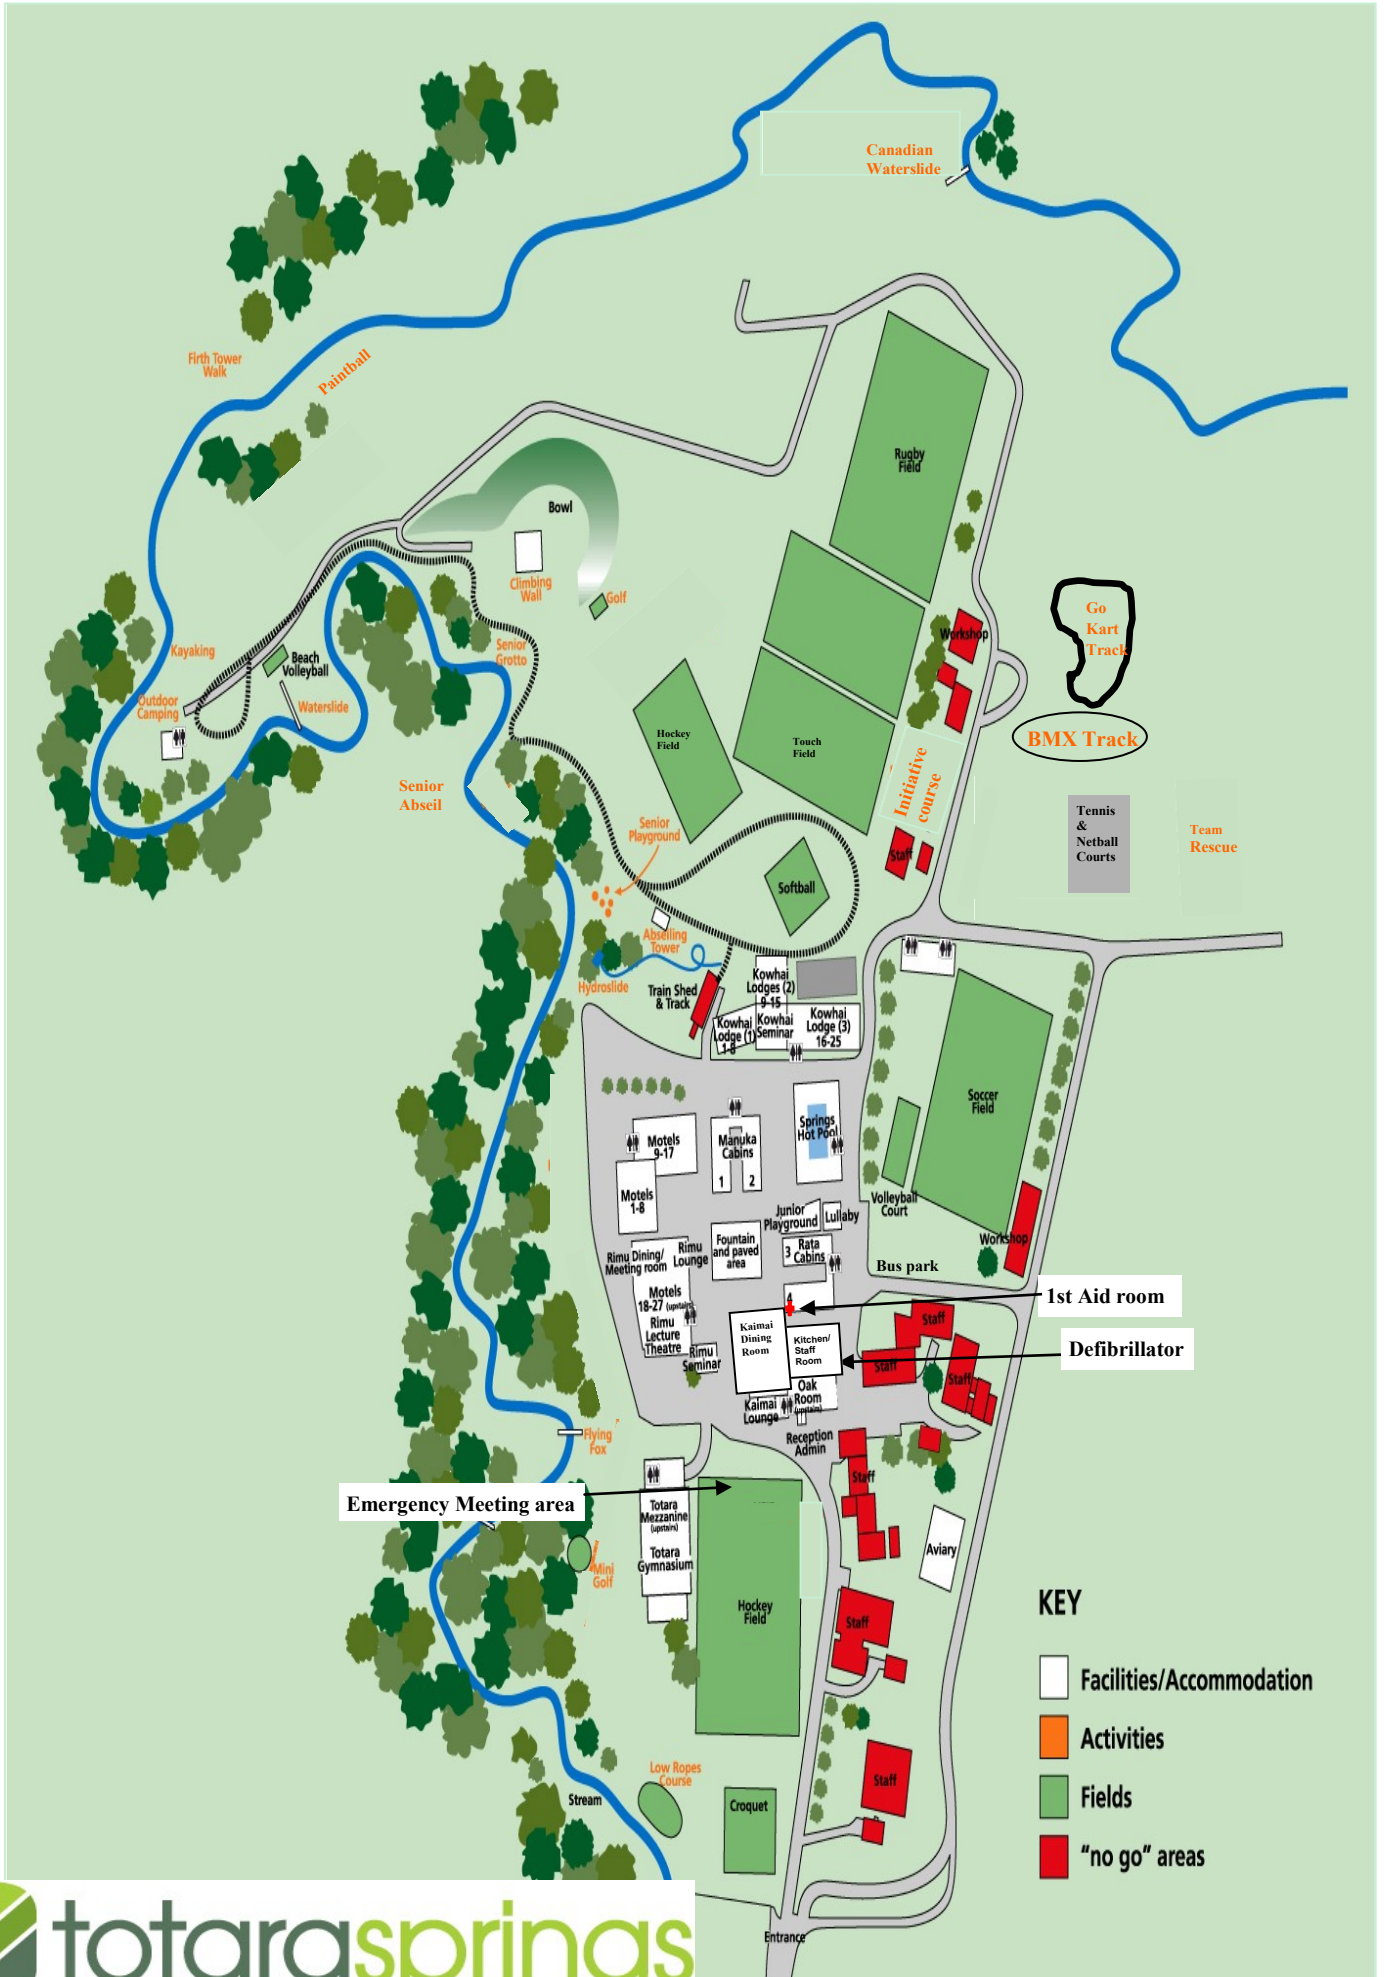 Canadian
Waterslide
Firth Tower
Walk
Paintball
Rugby
Field
Bowl
Climbing
Wall
Golf
Go
Kart
Track
Workshop
Kayaking
Senior
Grotto
Beach
Volleyball
Outdoor
Camping
Waterslide
Hockey
Field
Touch
Field
BMX Track
Initiative
course
Senior
Abseil
Senior
Playground
Tennis
&
Netball
Courts
Team
Rescue
Staff
Softball
Abseiling
Tower
Hydroslide
Train Shed
& Track
Kowhai
Lodges (2)
9-15
Kowhai
Lodge (1)
1-8
Kowhai
Seminar
Kowhai
Lodge (3)
16-25
Soccer
Field
Springs
Hot Pool
Motels
9-17
Manuka
Cabins
1
2
Motels
1-8
Volleyball
Court
Junior
Playground
Lullaby
Workshop
Fountain
and paved
area
Rimu Dining/
Meeting room
Rimu
Lounge
3
Rata
Cabins
Bus park
Motels
18-27 (upstairs)
4
1st Aid room
Rimu
Lecture
Theatre
Kaimai
Dining
Room
Kitchen/
Staff
Room
Staff
Defibrillator
Rimu
Seminar
Staff
Staff
Oak
Room
(upstairs)
Kaimai
Lounge
Reception
Admin
Flying
Fox
Staff
Emergency Meeting area
Totara
Mezzanine
(upstairs)
Totara
Gymnasium
Aviary
Mini
Golf
Hockey
Field
Staff
KEY
Facilities/Accommodation
Activities
Fields
"no go" areas
Low Ropes
Course
Stream
Croquet
Staff
Entrance
totarasprings